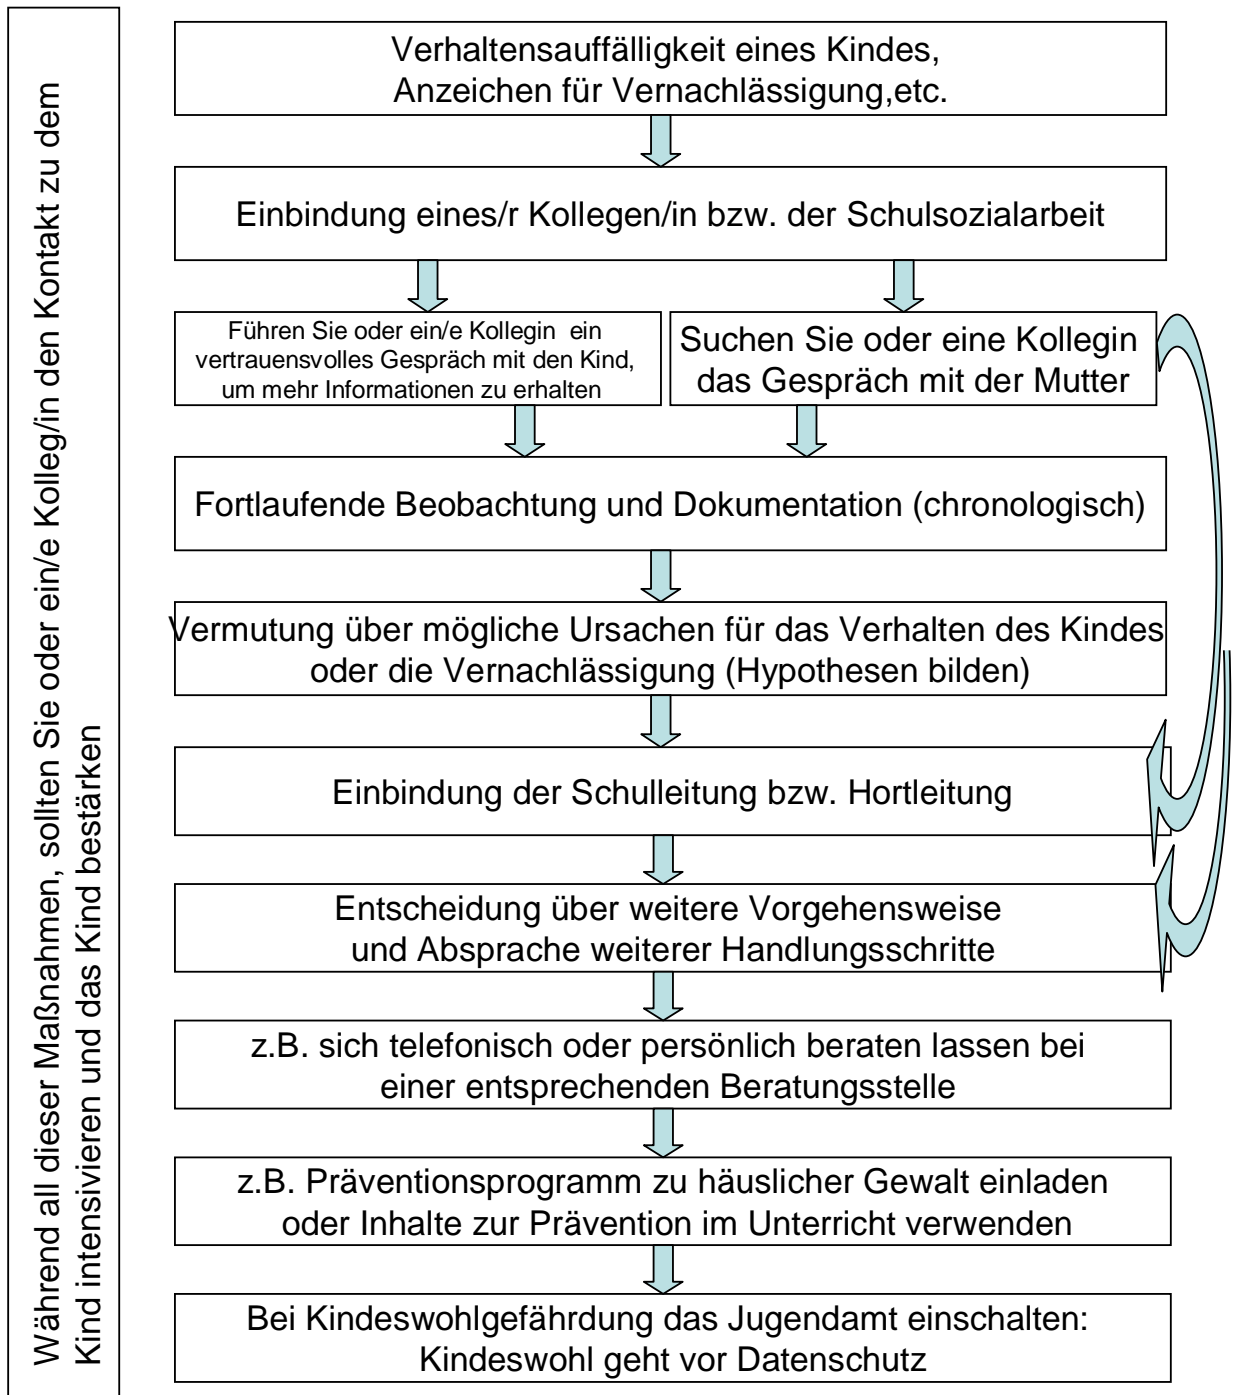 Während all dieser Maßnahmen, sollten Sie oder ein/e Kolleg/in den Kontakt zu dem
Kind intensivieren und das Kind bestärken
Verhaltensauffälligkeit eines Kindes,
Anzeichen für Vernachlässigung,etc.
Einbindung eines/r Kollegen/in bzw. der Schulsozialarbeit
Führen Sie oder ein/e Kollegin ein
vertrauensvolles Gespräch mit den Kind,
um mehr Informationen zu erhalten
Suchen Sie oder eine Kollegin
das Gespräch mit der Mutter
Fortlaufende Beobachtung und Dokumentation (chronologisch)
Vermutung über mögliche Ursachen für das Verhalten des Kindes
oder die Vernachlässigung (Hypothesen bilden)
Einbindung der Schulleitung bzw. Hortleitung
Entscheidung über weitere Vorgehensweise
und Absprache weiterer Handlungsschritte
z.B. sich telefonisch oder persönlich beraten lassen bei
einer entsprechenden Beratungsstelle
z.B. Präventionsprogramm zu häuslicher Gewalt einladen
oder Inhalte zur Prävention im Unterricht verwenden
Bei Kindeswohlgefährdung das Jugendamt einschalten:
Kindeswohl geht vor Datenschutz